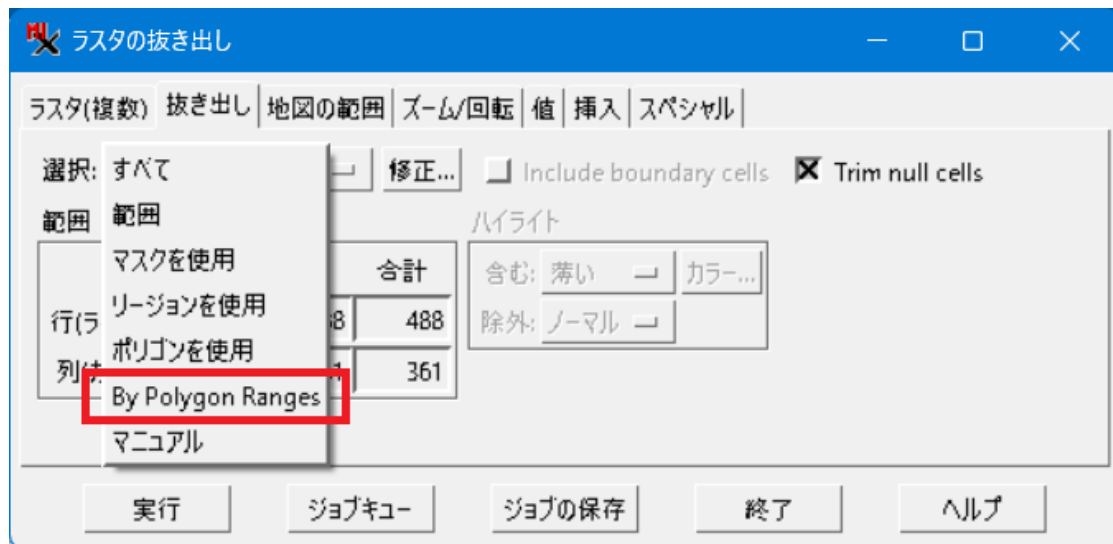 ラスタの抜き出し
ラスタ(複数) 抜き出し 地図の範囲 ズーム/回転 値 挿入 スペシャル
選択: すべて 修正... Include boundary cells Trim null cells
範囲 範囲 ハイライト
マスクを使用 合計 含む: 薄い カラー...
行(ラ リージョンを使用 488 除外: ノーマル
列 ポリゴンを使用 361
By Polygon Ranges
マニュアル
実行 ジョブキュー ジョブの保存 終了 ヘルプ